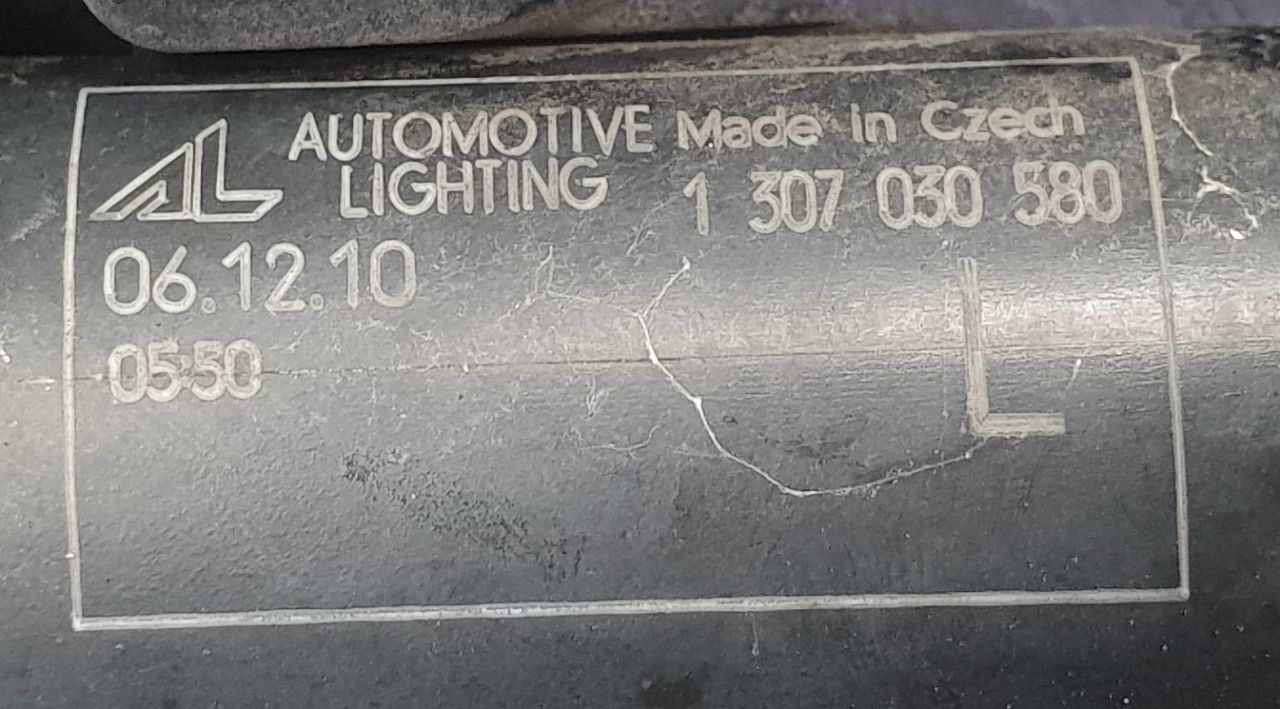 AL AUTOMOTIVE LIGHTING Made in Czech
1 307 030 580
06.12.10
05:50
L